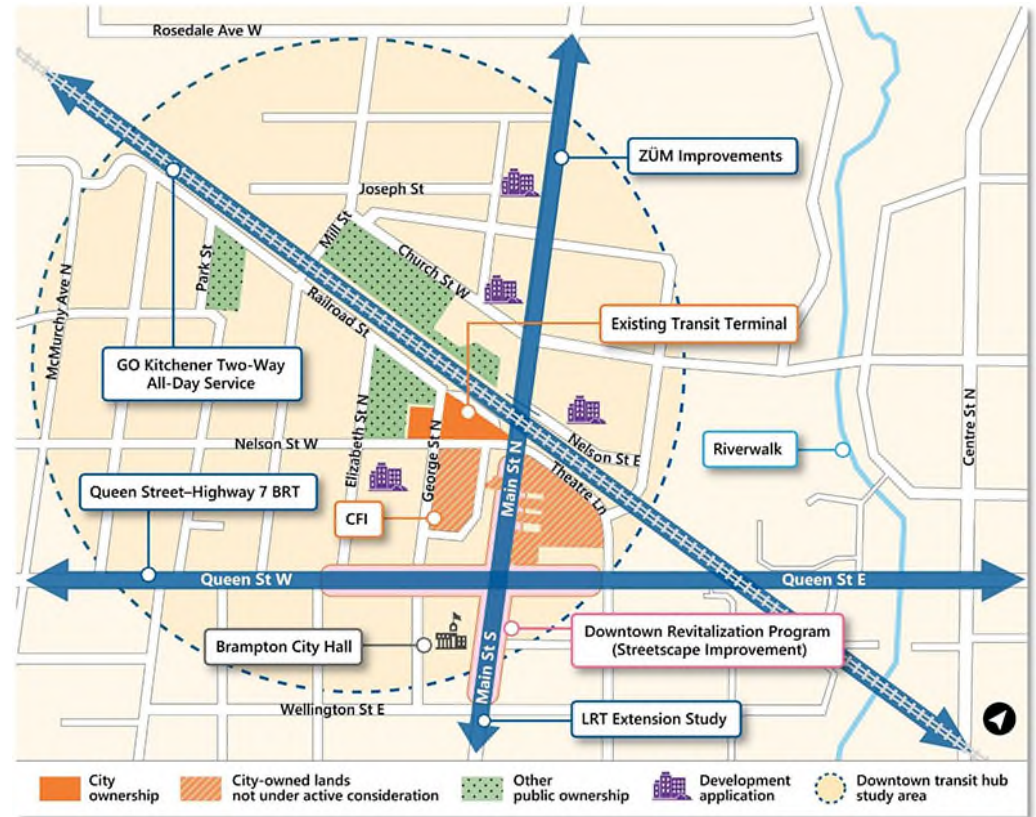 Rosedale Ave W
ZÜM Improvements
Joseph St
Mill St
Church St W
Park St
Railroad St
McMurchy Ave N
Existing Transit Terminal
GO Kitchener Two-Way
All-Day Service
Elizabeth St N
George St N
Nelson St W
Nelson St E
Main St N
Theatre Ln
Riverwalk
Centre St N
Queen Street–Highway 7 BRT
CFI
Queen St W
Queen St E
Brampton City Hall
Downtown Revitalization Program
(Streetscape Improvement)
Main St S
Wellington St E
LRT Extension Study
City
ownership
City-owned lands
not under active consideration
Other
public ownership
Development
application
Downtown transit hub
study area